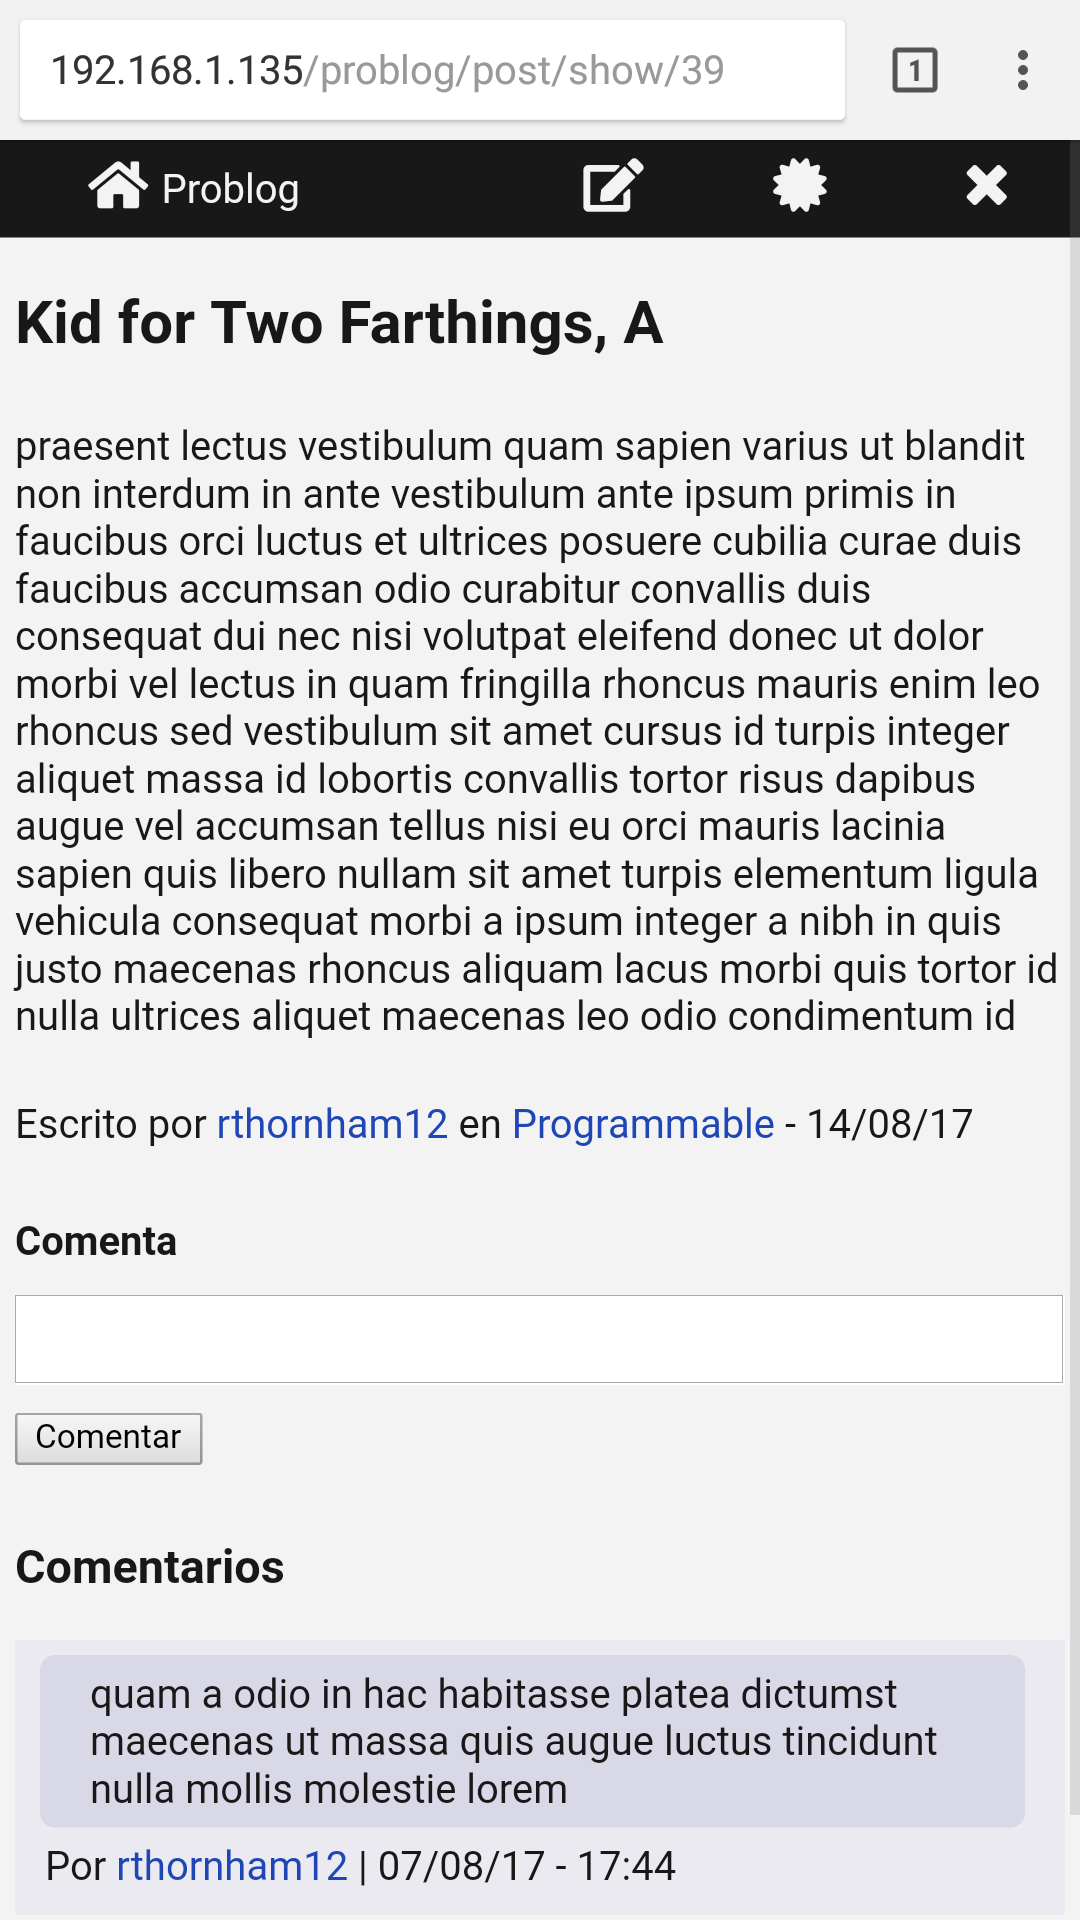 192.168.1.135/problog/post/show/39
1
Problog
Kid for Two Farthings, A
praesent lectus vestibulum quam sapien varius ut blandit
non interdum in ante vestibulum ante ipsum primis in
faucibus orci luctus et ultrices posuere cubilia curae duis
faucibus accumsan odio curabitur convallis duis
consequat dui nec nisi volutpat eleifend donec ut dolor
morbi vel lectus in quam fringilla rhoncus mauris enim leo
rhoncus sed vestibulum sit amet cursus id turpis integer
aliquet massa id lobortis convallis tortor risus dapibus
augue vel accumsan tellus nisi eu orci mauris lacinia
sapien quis libero nullam sit amet turpis elementum ligula
vehicula consequat morbi a ipsum integer a nibh in quis
justo maecenas rhoncus aliquam lacus morbi quis tortor id
nulla ultrices aliquet maecenas leo odio condimentum id
Escrito por rthornham12 en Programmable - 14/08/17
Comenta
Comentar
Comentarios
quam a odio in hac habitasse platea dictumst
maecenas ut massa quis augue luctus tincidunt
nulla mollis molestie lorem
Por rthornham12 | 07/08/17 - 17:44